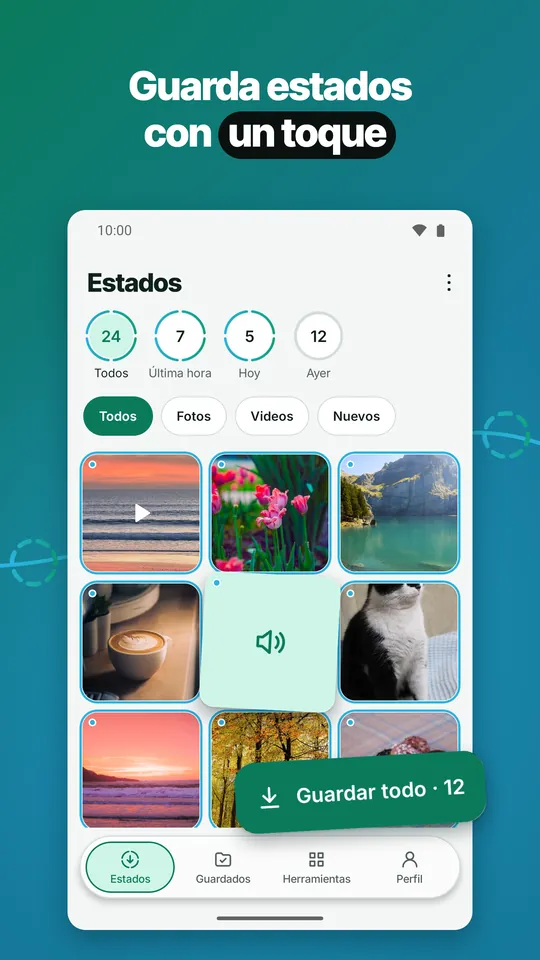 Guarda estados
con un toque
10:00
Estados
24
7
5
12
Todos
Última hora
Hoy
Ayer
Todos
Fotos
Videos
Nuevos
Guardar todo · 12
Estados
Guardados
Herramientas
Perfil